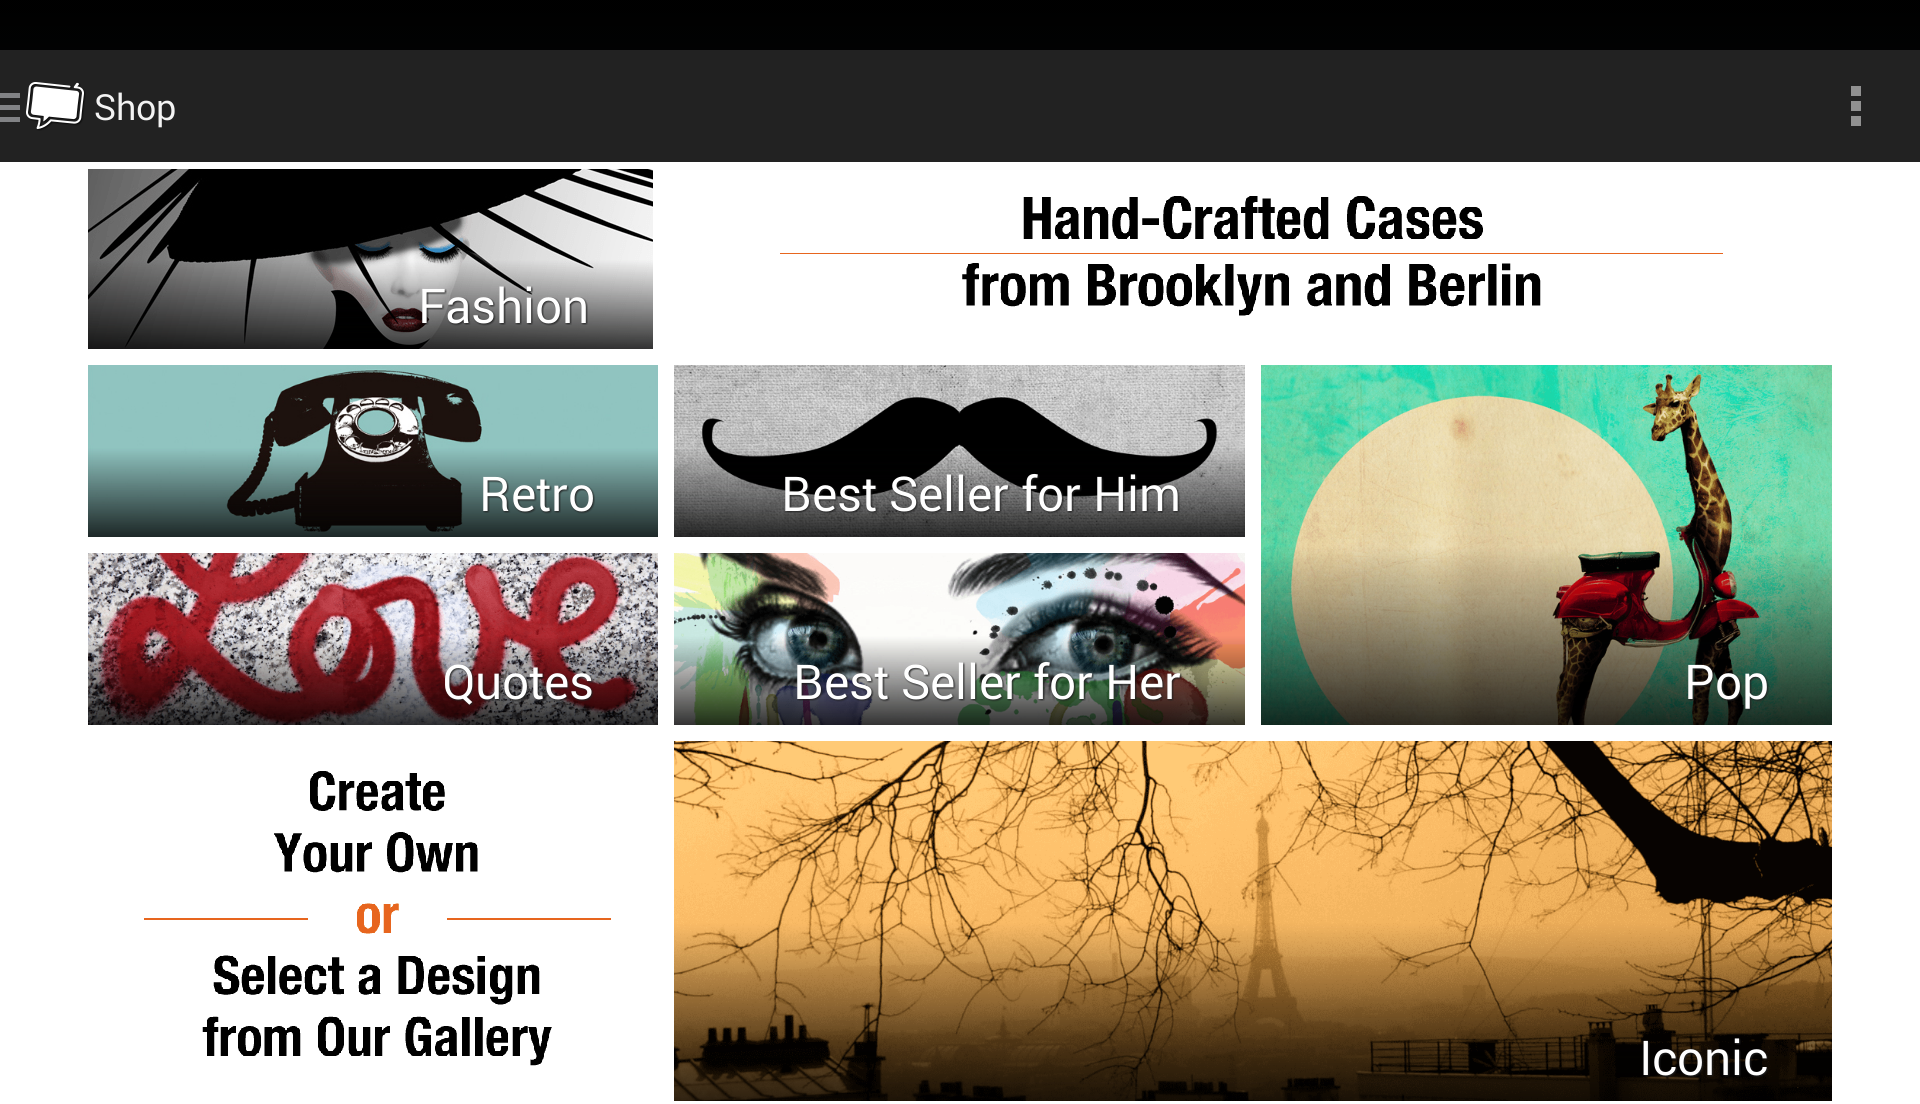 Shop
Fashion
Hand-Crafted Cases
from Brooklyn and Berlin
Retro
Best Seller for Him
Pop
Love
Quotes
Best Seller for Her
Create
Your Own
or
Select a Design
from Our Gallery
Iconic